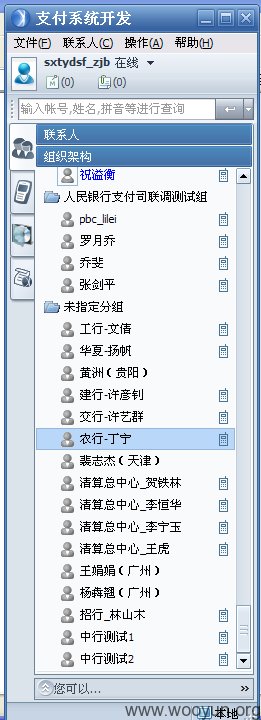 支付系统开发
文件(F) 联系人(C) 操作(A) 帮助(H)
sxtydsf_zjb 在线
(0) (0)
输入帐号,姓名,拼音等进行查询
联系人
组织架构
祝溢衡
人民银行支付司联调测试组
pbc_lilei
罗月乔
乔斐
张剑平
未指定分组
工行-文倩
华夏-扬帆
黄洲（贵阳）
建行-许彦钊
交行-许艺群
农行-丁宁
裴志杰（天津）
清算总中心_贺铁林
清算总中心_李恒华
清算总中心_李宁玉
清算总中心_王虎
王娟娟（广州）
杨犇翘（广州）
招行_林山木
中行测试1
中行测试2
您可以...
www.wooyun.org
本地